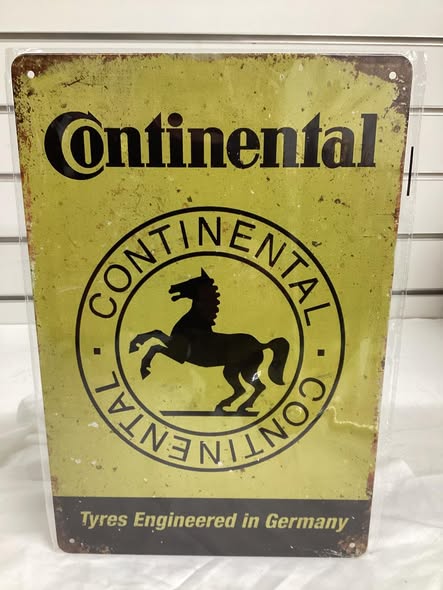 Continental
CONTINENTAL
CONTINENTAL
Tyres Engineered in Germany